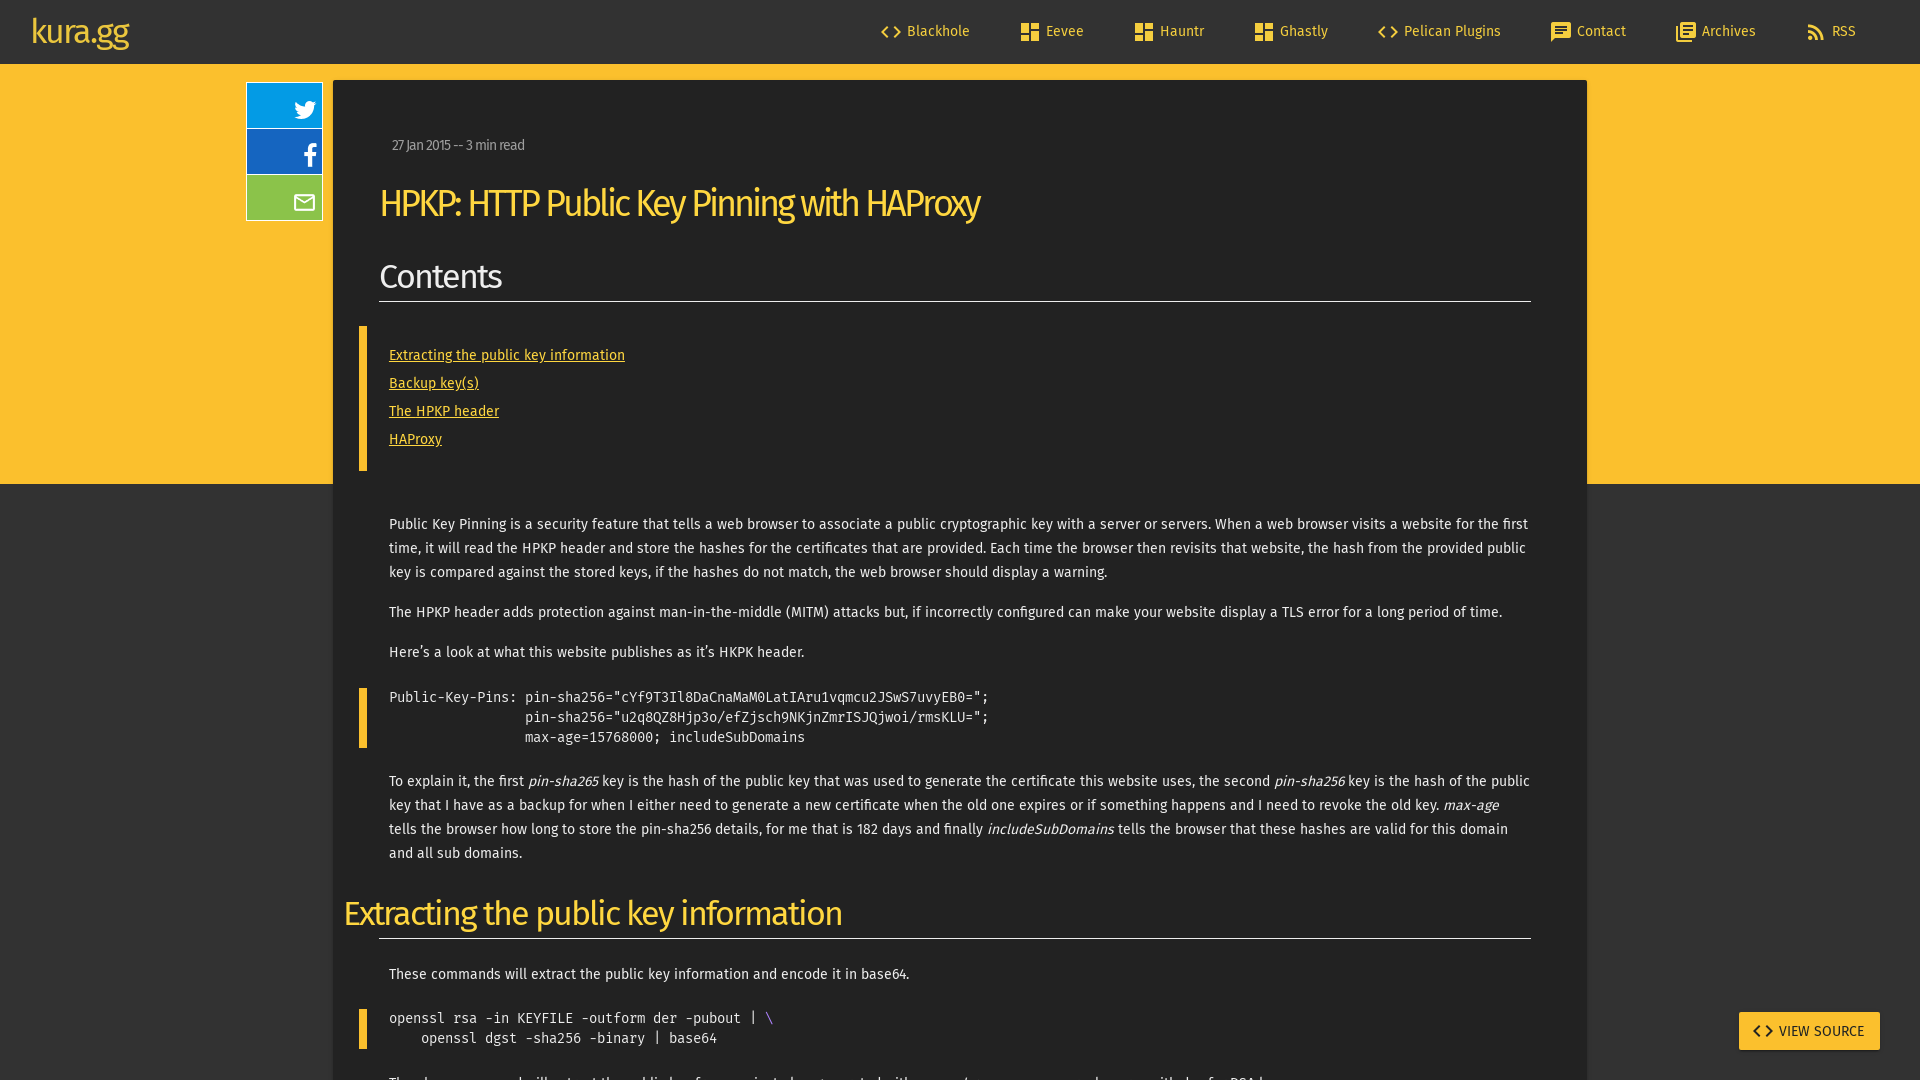 kura.gg
Blackhole
Eevee
Hauntr
Ghastly
Pelican Plugins
Contact
Archives
RSS
27 Jan 2015 -- 3 min read
HPKP: HTTP Public Key Pinning with HAProxy
Contents
Extracting the public key information
Backup key(s)
The HPKP header
HAProxy
Public Key Pinning is a security feature that tells a web browser to associate a public cryptographic key with a server or servers. When a web browser visits a website for the first
time, it will read the HPKP header and store the hashes for the certificates that are provided. Each time the browser then revisits that website, the hash from the provided public
key is compared against the stored keys, if the hashes do not match, the web browser should display a warning.
The HPKP header adds protection against man-in-the-middle (MITM) attacks but, if incorrectly configured can make your website display a TLS error for a long period of time.
Here’s a look at what this website publishes as it’s HKPK header.
Public-Key-Pins: pin-sha256="cYf9T3Il8DaCnaMaM0LatIAru1vqmcu2JSwS7uvyEB0=";
pin-sha256="u2q8QZ8Hjp3o/efZjsch9NKjnZmrISJQjwoi/rmsKLU=";
max-age=15768000; includeSubDomains
To explain it, the first pin-sha265 key is the hash of the public key that was used to generate the certificate this website uses, the second pin-sha256 key is the hash of the public
key that I have as a backup for when I either need to generate a new certificate when the old one expires or if something happens and I need to revoke the old key. max-age
tells the browser how long to store the pin-sha256 details, for me that is 182 days and finally includeSubDomains tells the browser that these hashes are valid for this domain
and all sub domains.
Extracting the public key information
These commands will extract the public key information and encode it in base64.
openssl rsa -in KEYFILE -outform der -pubout | \
openssl dgst -sha256 -binary | base64
VIEW SOURCE